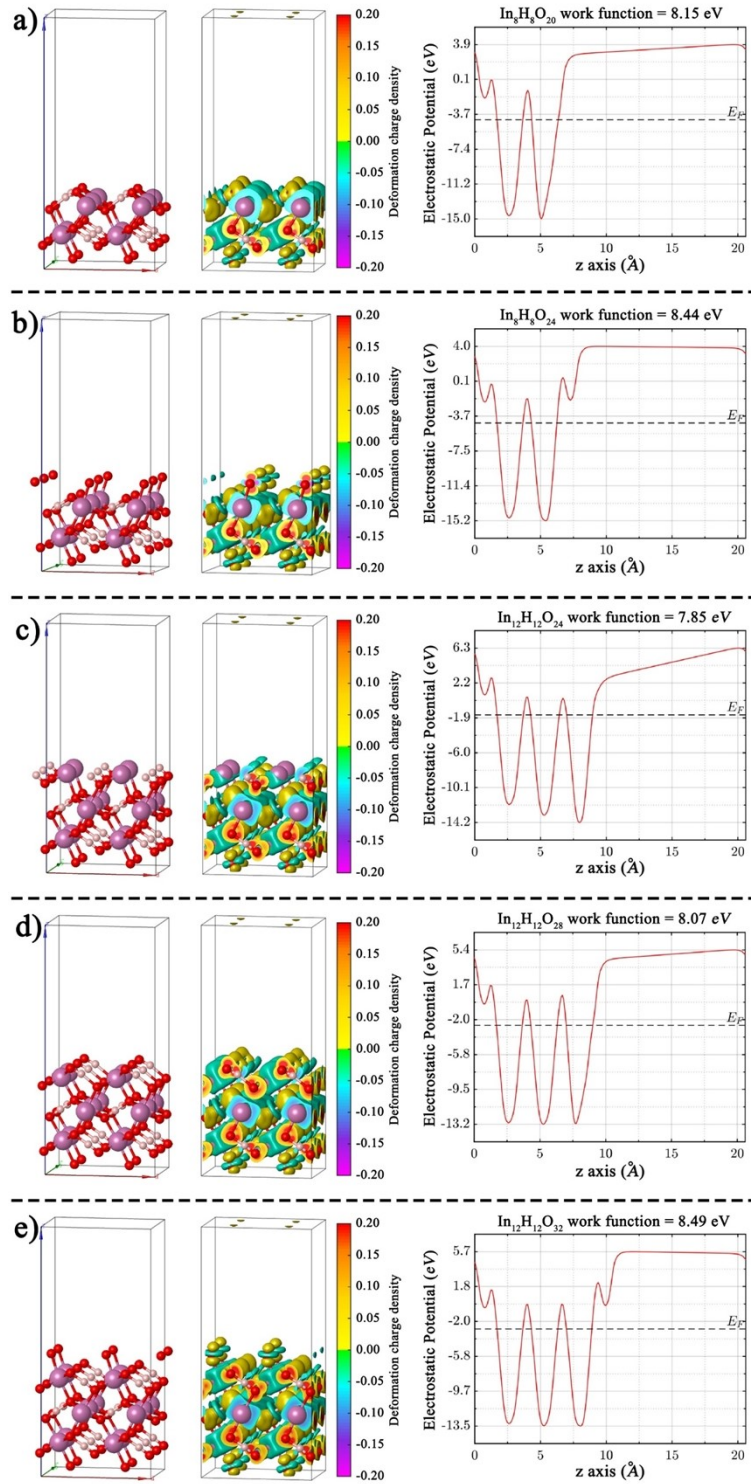 a)
0.20
0.15
0.10
0.05
0.00
-0.05
-0.10
-0.15
-0.20
Deformation charge density
In₈H₈O₂₀ work function = 8.15 eV
Electrostatic Potential (eV)
3.9
0.1
-3.7
-7.4
-11.2
-15.0
E_F
0 5 10 15 20
z axis (Å)
b)
0.20
0.15
0.10
0.05
0.00
-0.05
-0.10
-0.15
-0.20
Deformation charge density
In₈H₈O₂₄ work function = 8.44 eV
Electrostatic Potential (eV)
4.0
0.1
-3.7
-7.5
-11.4
-15.2
E_F
0 5 10 15 20
z axis (Å)
c)
0.20
0.15
0.10
0.05
0.00
-0.05
-0.10
-0.15
-0.20
Deformation charge density
In₁₂H₁₂O₂₄ work function = 7.85 eV
Electrostatic Potential (eV)
6.3
2.2
-1.9
-6.0
-10.1
-14.2
E_F
0 5 10 15 20
z axis (Å)
d)
0.20
0.15
0.10
0.05
0.00
-0.05
-0.10
-0.15
-0.20
Deformation charge density
In₁₂H₁₂O₂₈ work function = 8.07 eV
Electrostatic Potential (eV)
5.4
1.7
-2.0
-5.8
-9.5
-13.2
E_F
0 5 10 15 20
z axis (Å)
e)
0.20
0.15
0.10
0.05
0.00
-0.05
-0.10
-0.15
-0.20
Deformation charge density
In₁₂H₁₂O₃₂ work function = 8.49 eV
Electrostatic Potential (eV)
5.7
1.8
-2.0
-5.8
-9.7
-13.5
E_F
0 5 10 15 20
z axis (Å)